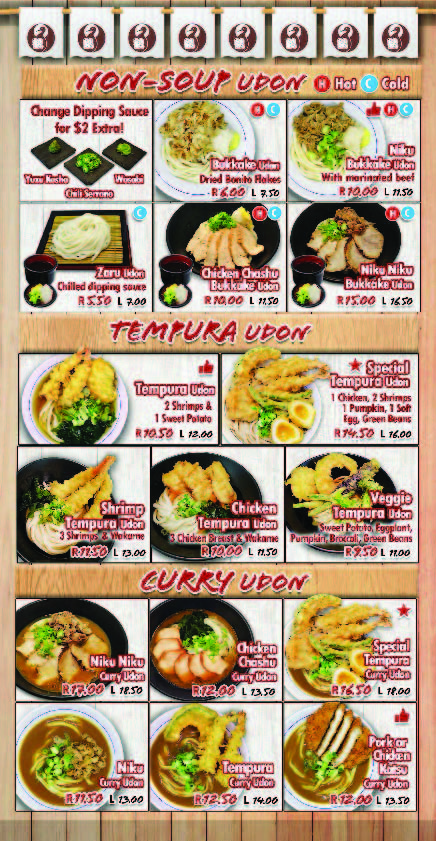 NON-SOUP UDON H Hot C Cold
Change Dipping Sauce
for $2 Extra!
Yuzu Kosho
Wasabi
Chili Serrano
H C
Bukkake Udon
Dried Bonito Flakes
R 6.00 L 7.50
H C
Niku
Bukkake Udon
With marinated beef
R 10.00 L 11.50
C
Zaru Udon
Chilled dipping sauce
R 5.50 L 7.00
H C
Chicken Chashu
Bukkake Udon
R 10.00 L 11.50
H C
Niku Niku
Bukkake Udon
R 15.00 L 16.50
TEMPURA UDON
Tempura Udon
2 Shrimps &
1 Sweet Potato
R 10.50 L 12.00
Special
Tempura Udon
1 Chicken, 2 Shrimps
1 Pumpkin, 1 Soft
Egg, Green Beans
R 14.50 L 16.00
Shrimp
Tempura Udon
3 Shrimps & Wakame
R 11.50 L 13.00
Chicken
Tempura Udon
3 Chicken Breast & Wakame
R 10.00 L 11.50
Veggie
Tempura Udon
Sweet Potato, Eggplant,
Pumpkin, Broccoli, Green Beans
R 9.50 L 11.00
CURRY UDON
Niku Niku
Curry Udon
R 17.00 L 18.50
Chicken
Chashu
Curry Udon
R 12.00 L 13.50
Special
Tempura
Curry Udon
R 16.50 L 18.00
Niku
Curry Udon
R 11.50 L 13.00
Tempura
Curry Udon
R 12.50 L 14.00
Pork or
Chicken
Katsu
Curry Udon
R 12.00 L 13.50